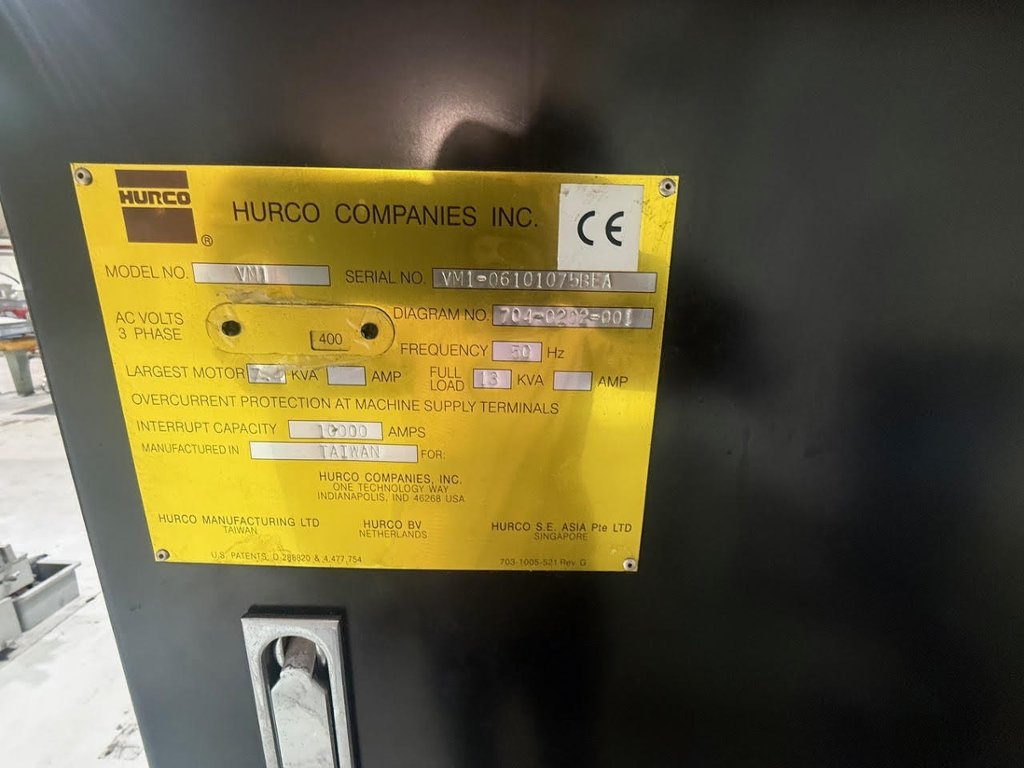 HURCO
®
HURCO COMPANIES INC.
CE
MODEL NO. VM1 SERIAL NO. VM1-06101075BEA
AC VOLTS
3 PHASE
400
DIAGRAM NO. 704-0202-001
FREQUENCY 50 Hz
LARGEST MOTOR KVA AMP FULL LOAD 13 KVA AMP
OVERCURRENT PROTECTION AT MACHINE SUPPLY TERMINALS
INTERRUPT CAPACITY 10000 AMPS
MANUFACTURED IN TAIWAN FOR:
HURCO COMPANIES, INC.
ONE TECHNOLOGY WAY
INDIANAPOLIS, IND 46268 USA
HURCO MANUFACTURING LTD
TAIWAN
HURCO BV
NETHERLANDS
HURCO S.E. ASIA Pte LTD
SINGAPORE
U.S. PATENTS, D 288820 & 4,477,754
703-1005-521 Rev. G